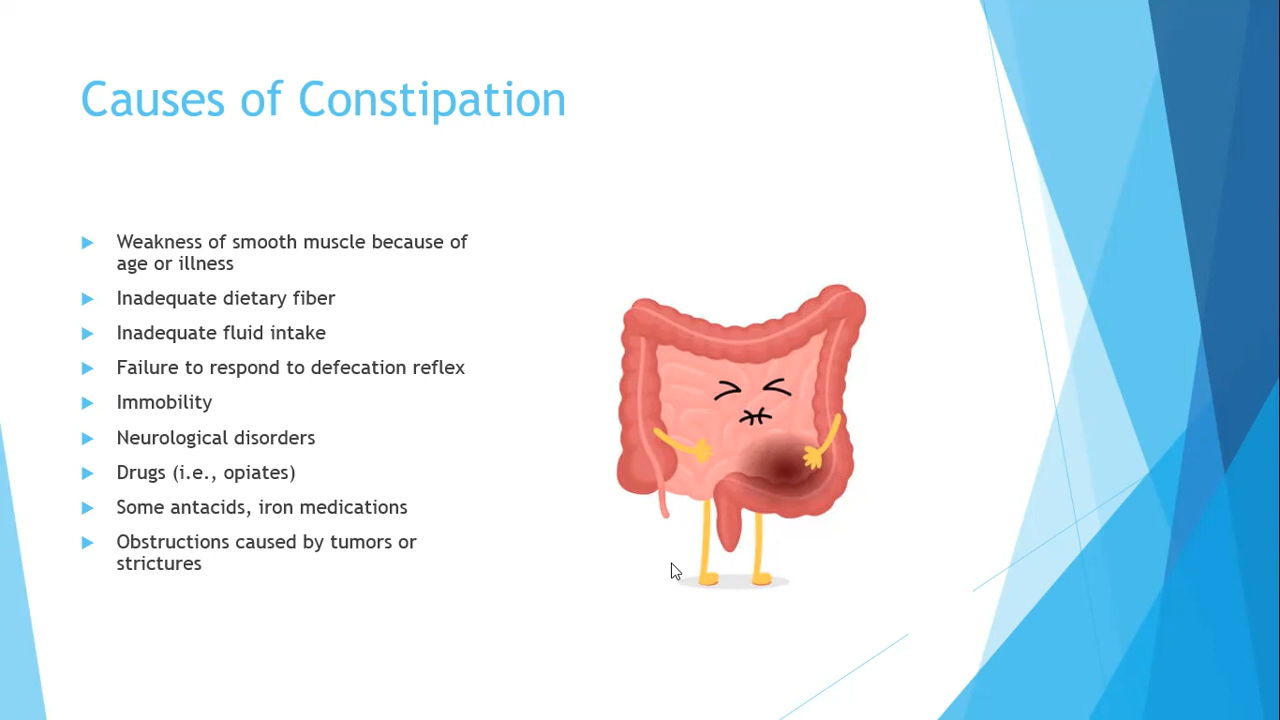 Causes of Constipation
Weakness of smooth muscle because of
age or illness
Inadequate dietary fiber
Inadequate fluid intake
Failure to respond to defecation reflex
Immobility
Neurological disorders
Drugs (i.e., opiates)
Some antacids, iron medications
Obstructions caused by tumors or
strictures